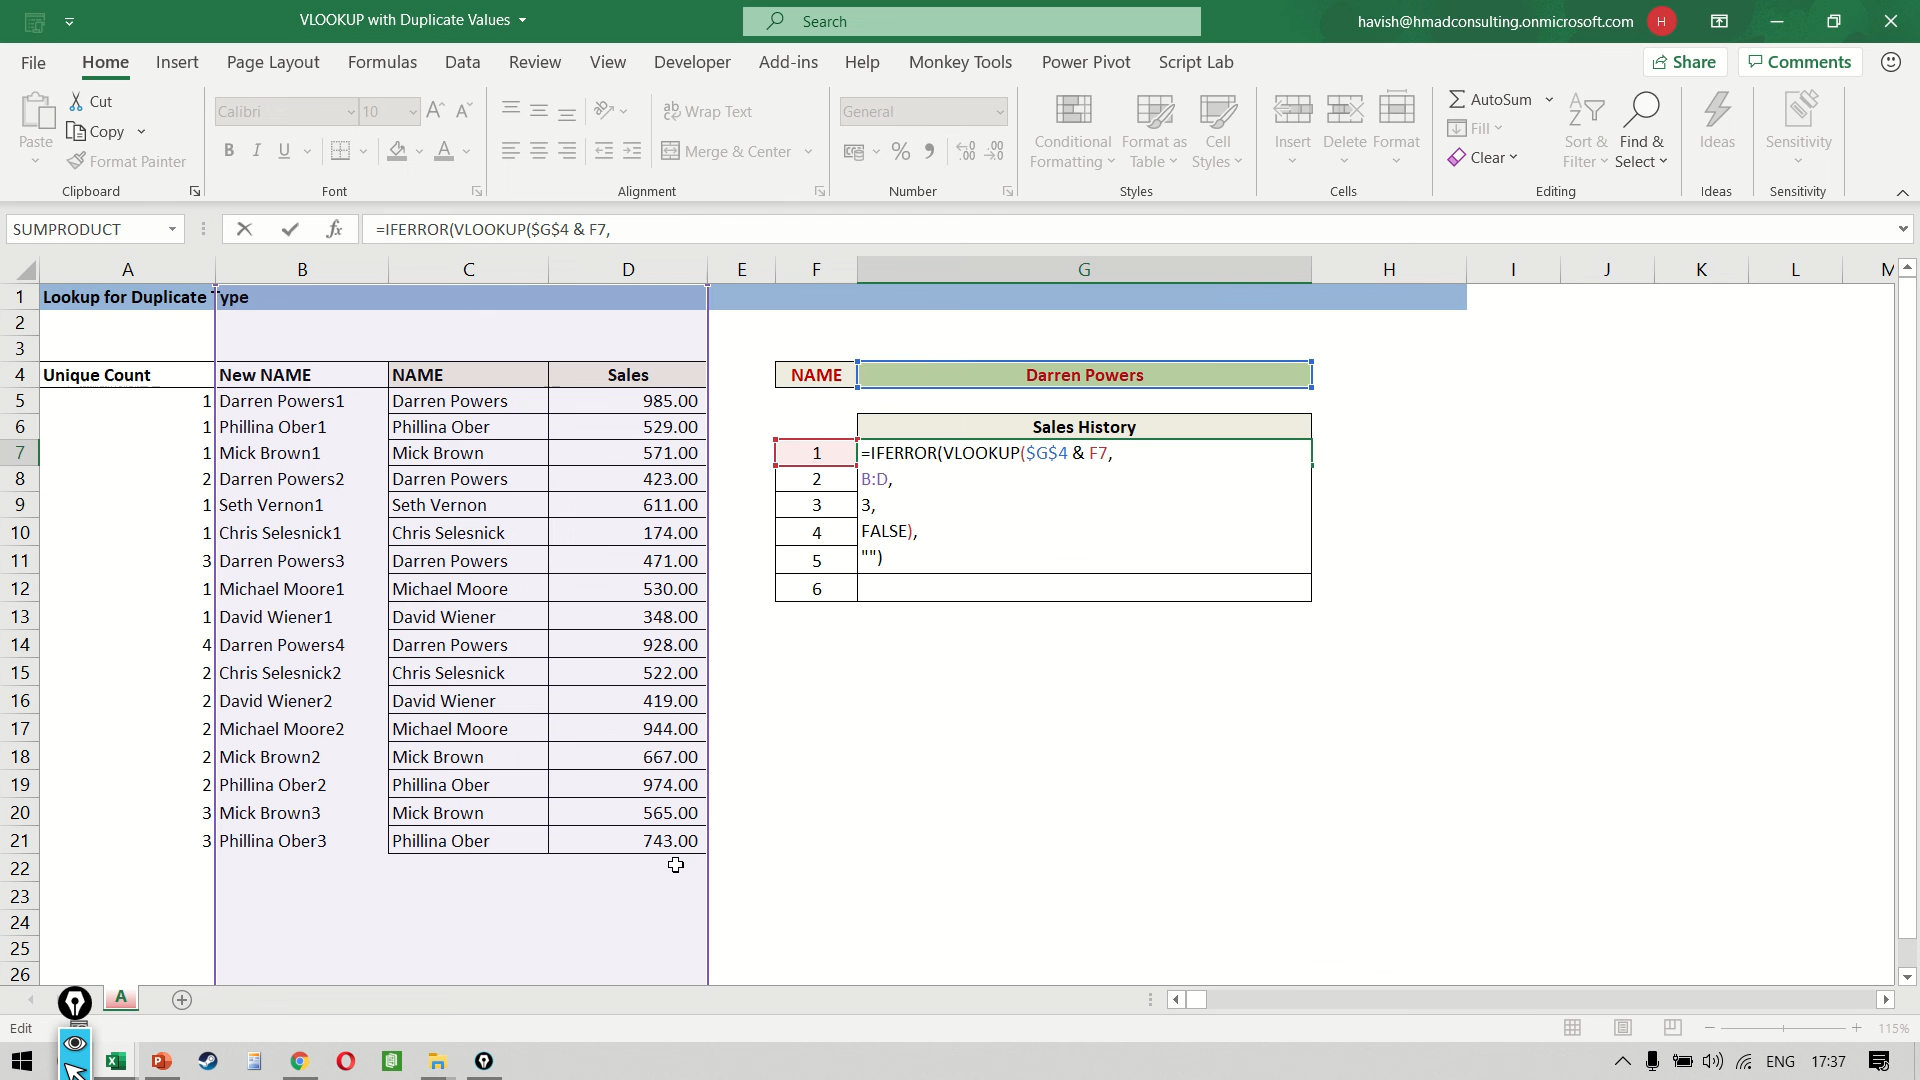 VLOOKUP with Duplicate Values
Search
havish@hmadconsulting.onmicrosoft.com
H
File Home Insert Page Layout Formulas Data Review View Developer Add-ins Help Monkey Tools Power Pivot Script Lab
Share
Comments
Paste
Cut
Copy
Format Painter
Clipboard
Calibri 10
B I U A
Font
Wrap Text
Merge & Center
Alignment
General
%
Number
Conditional Formatting
Format as Table
Cell Styles
Styles
Insert Delete Format
Cells
AutoSum
Fill
Clear
Sort & Filter
Find & Select
Editing
Ideas
Ideas
Sensitivity
Sensitivity
SUMPRODUCT
fx
=IFERROR(VLOOKUP($G$4 & F7,
A B C D E F G H I J K L M
1 Lookup for Duplicate Type
2
3
4 Unique Count New NAME NAME Sales NAME Darren Powers
5 1 Darren Powers1 Darren Powers 985.00
6 1 Phillina Ober1 Phillina Ober 529.00 Sales History
7 1 Mick Brown1 Mick Brown 571.00 1 =IFERROR(VLOOKUP($G$4 & F7,
8 2 Darren Powers2 Darren Powers 423.00 2 B:D,
9 1 Seth Vernon1 Seth Vernon 611.00 3 3,
10 1 Chris Selesnick1 Chris Selesnick 174.00 4 FALSE),
11 3 Darren Powers3 Darren Powers 471.00 5 "")
12 1 Michael Moore1 Michael Moore 530.00 6
13 1 David Wiener1 David Wiener 348.00
14 4 Darren Powers4 Darren Powers 928.00
15 2 Chris Selesnick2 Chris Selesnick 522.00
16 2 David Wiener2 David Wiener 419.00
17 2 Michael Moore2 Michael Moore 944.00
18 2 Mick Brown2 Mick Brown 667.00
19 2 Phillina Ober2 Phillina Ober 974.00
20 3 Mick Brown3 Mick Brown 565.00
21 3 Phillina Ober3 Phillina Ober 743.00
22
23
24
25
26
A
Edit
115%
ENG 17:37